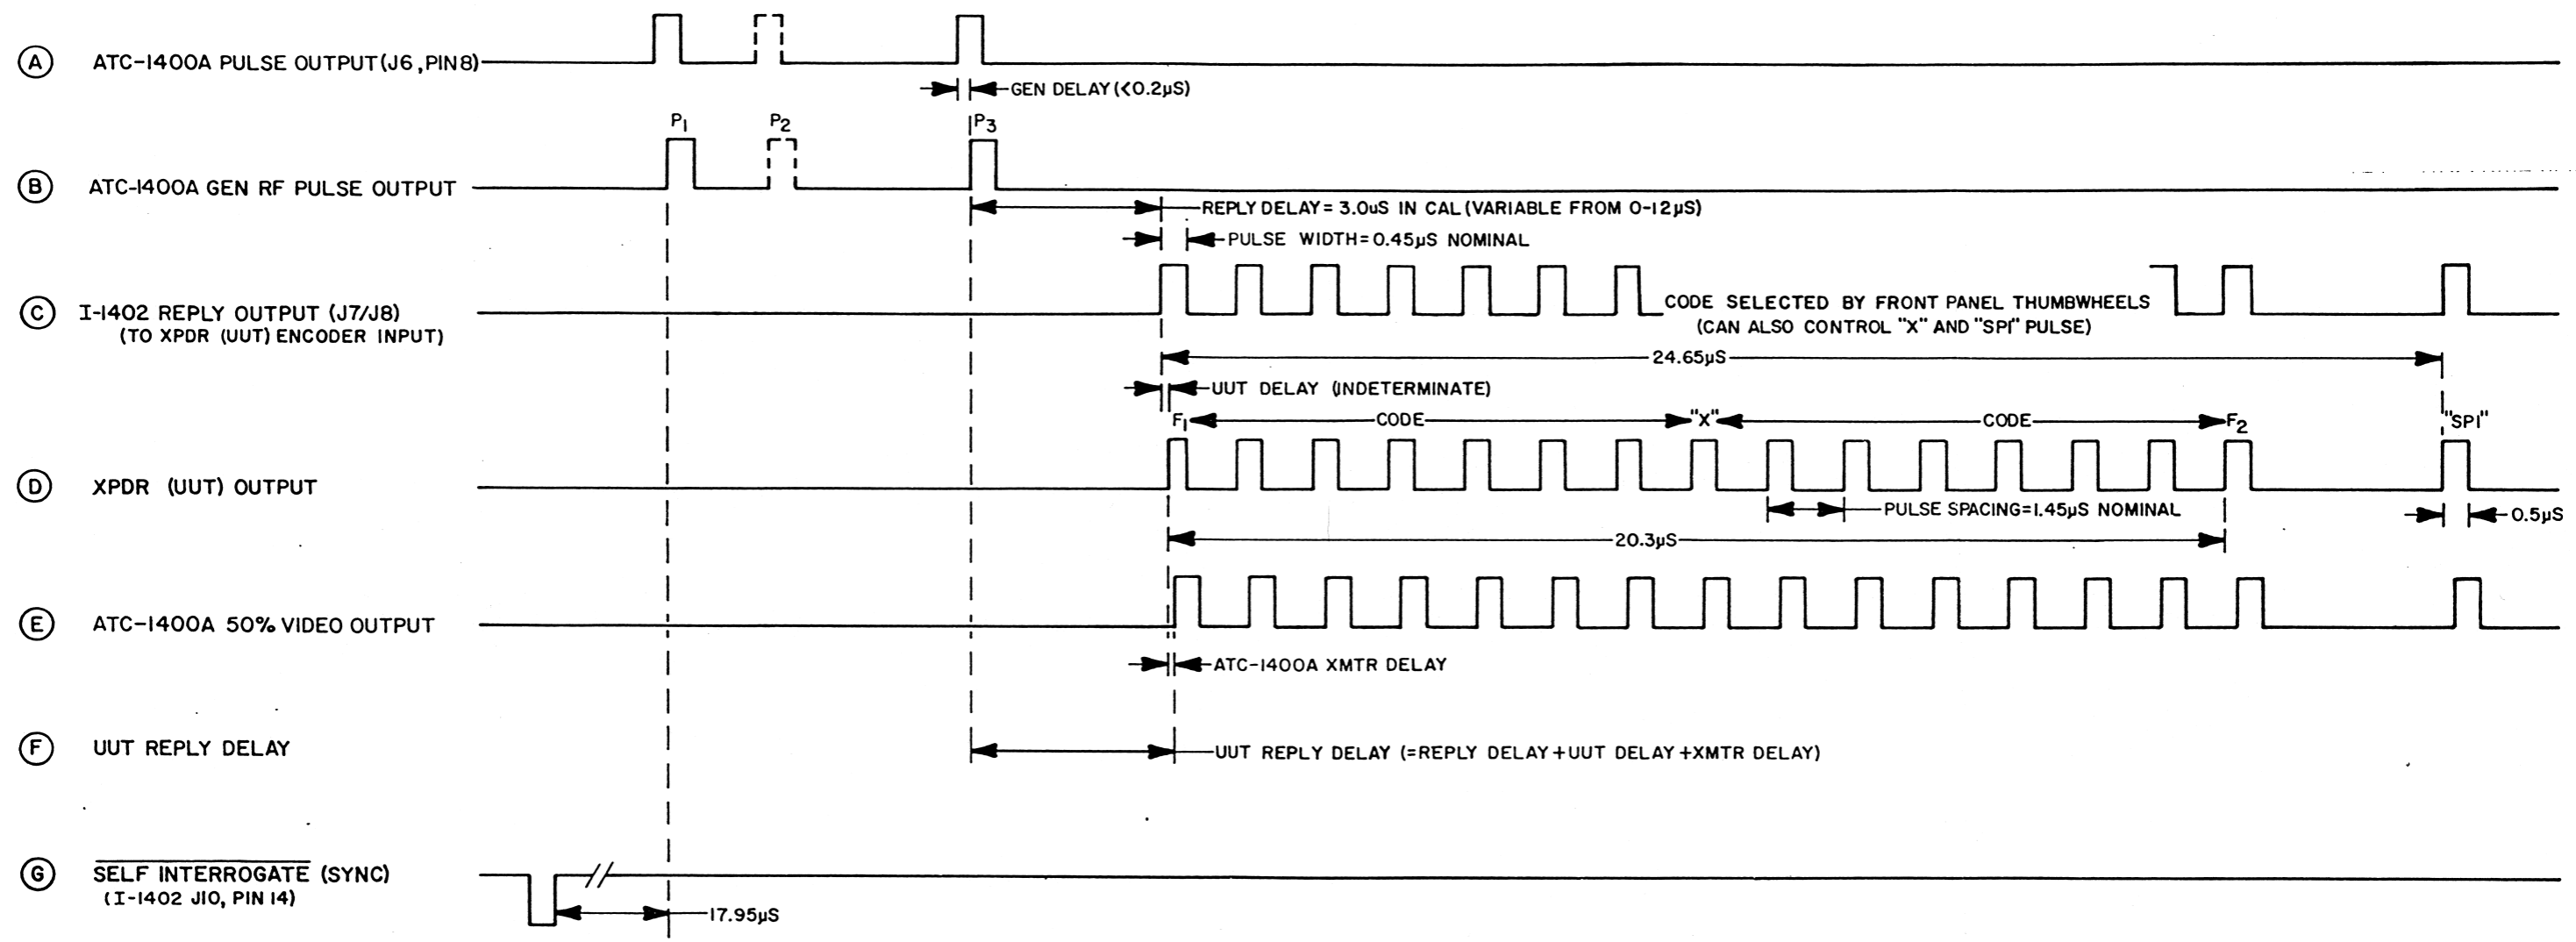 A ATC-1400A PULSE OUTPUT (J6, PIN 8)
GEN DELAY (<0.2µS)
P1 P2 P3
B ATC-1400A GEN RF PULSE OUTPUT
REPLY DELAY = 3.0uS IN CAL (VARIABLE FROM 0-12µS)
PULSE WIDTH = 0.45µS NOMINAL
C I-1402 REPLY OUTPUT (J7/J8)
(TO XPDR (UUT) ENCODER INPUT)
CODE SELECTED BY FRONT PANEL THUMBWHEELS
(CAN ALSO CONTROL "X" AND "SPI" PULSE)
24.65µS
UUT DELAY (INDETERMINATE)
F1 CODE "X" CODE F2 "SPI"
D XPDR (UUT) OUTPUT
PULSE SPACING=1.45µS NOMINAL
0.5µS
20.3µS
E ATC-1400A 50% VIDEO OUTPUT
ATC-1400A XMTR DELAY
F UUT REPLY DELAY
UUT REPLY DELAY (=REPLY DELAY+UUT DELAY+XMTR DELAY)
G SELF INTERROGATE (SYNC)
(I-1402 J10, PIN 14)
17.95µS